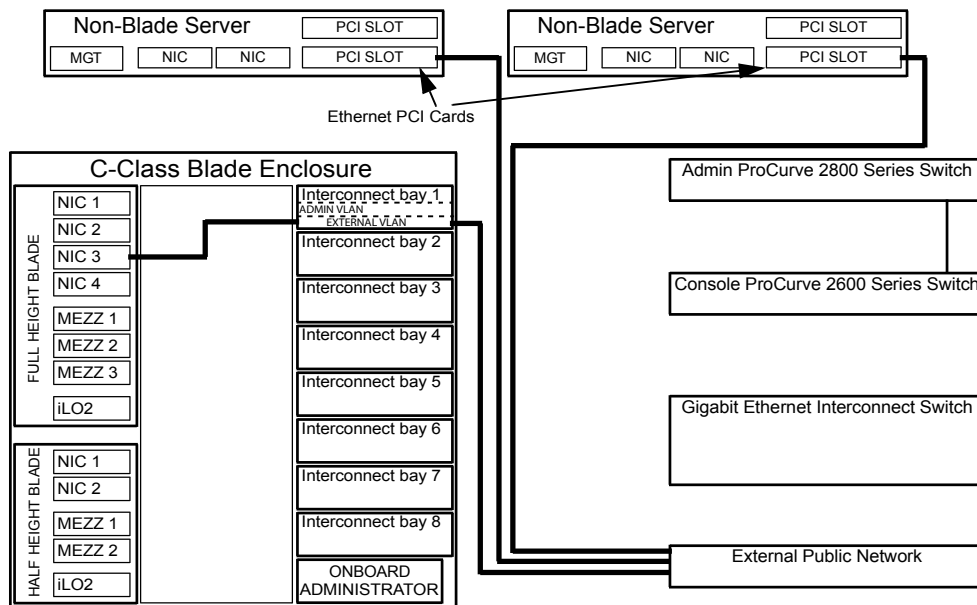 Non-Blade Server
PCI SLOT
MGT
NIC
NIC
PCI SLOT
Non-Blade Server
PCI SLOT
MGT
NIC
NIC
PCI SLOT
Ethernet PCI Cards
C-Class Blade Enclosure
FULL HEIGHT BLADE
NIC 1
NIC 2
NIC 3
NIC 4
MEZZ 1
MEZZ 2
MEZZ 3
iLO2
HALF HEIGHT BLADE
NIC 1
NIC 2
MEZZ 1
MEZZ 2
iLO2
Interconnect bay 1
ADMIN VLAN
EXTERNAL VLAN
Interconnect bay 2
Interconnect bay 3
Interconnect bay 4
Interconnect bay 5
Interconnect bay 6
Interconnect bay 7
Interconnect bay 8
ONBOARD
ADMINISTRATOR
Admin ProCurve 2800 Series Switch
Console ProCurve 2600 Series Switch
Gigabit Ethernet Interconnect Switch
External Public Network